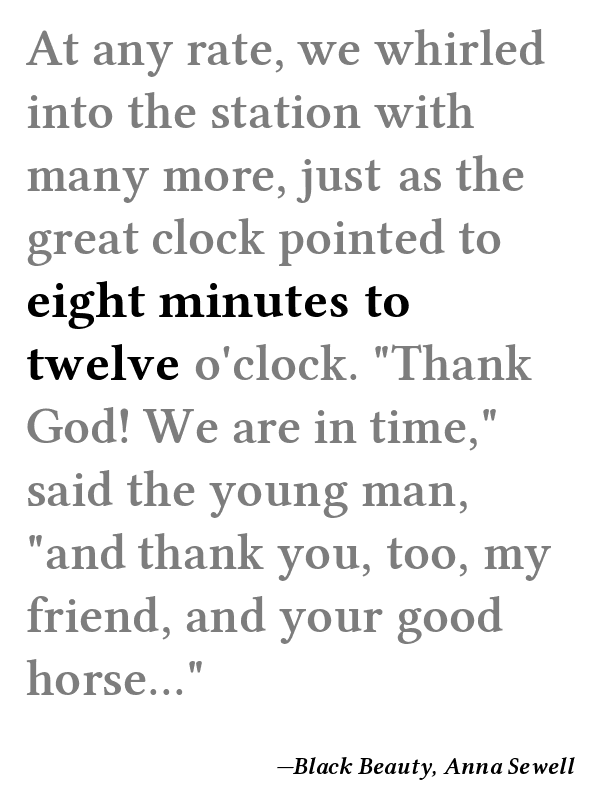 At any rate, we whirled
into the station with
many more, just as the
great clock pointed to
eight minutes to
twelve o'clock. "Thank
God! We are in time,"
said the young man,
"and thank you, too, my
friend, and your good
horse..."
—Black Beauty, Anna Sewell